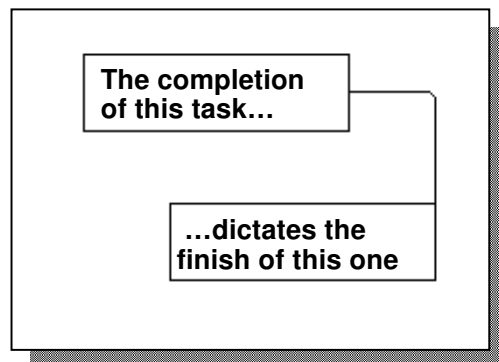 The completion
of this task…
…dictates the
finish of this one